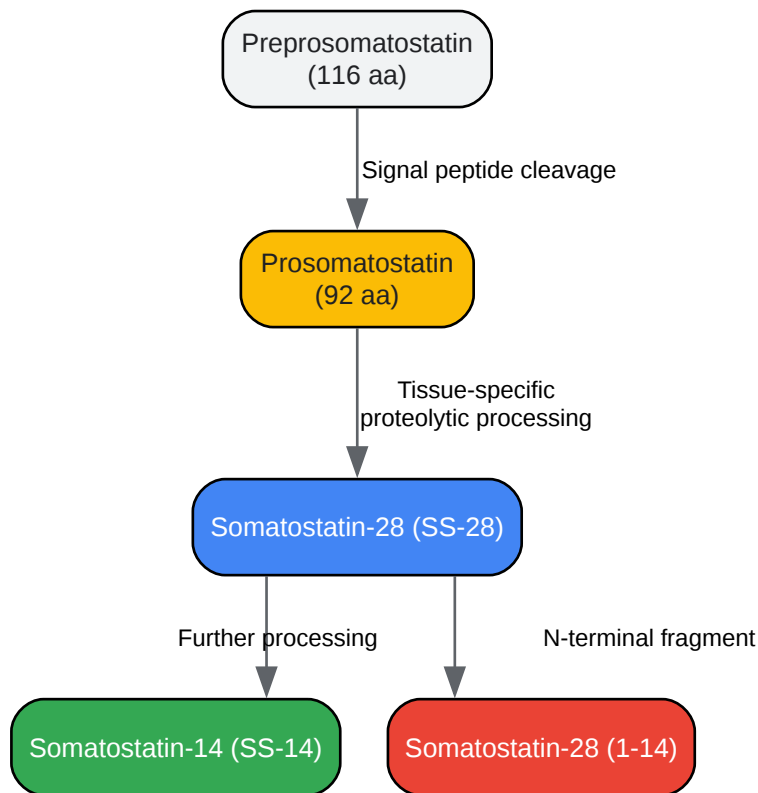 Preprosomatostatin
(116 aa)
Signal peptide cleavage
Prosomatostatin
(92 aa)
Tissue-specific
proteolytic processing
Somatostatin-28 (SS-28)
Further processing
N-terminal fragment
Somatostatin-14 (SS-14)
Somatostatin-28 (1-14)